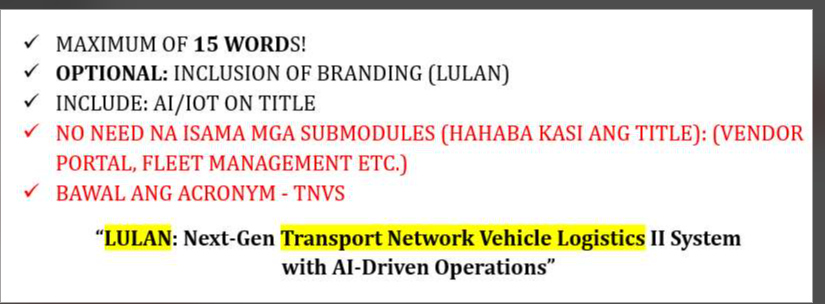 ✓ MAXIMUM OF 15 WORDS!
✓ OPTIONAL: INCLUSION OF BRANDING (LULAN)
✓ INCLUDE: AI/IOT ON TITLE
✓ NO NEED NA ISAMA MGA SUBMODULES (HAHABA KASI ANG TITLE): (VENDOR
PORTAL, FLEET MANAGEMENT ETC.)
✓ BAWAL ANG ACRONYM - TNVS
“LULAN: Next-Gen Transport Network Vehicle Logistics II System
with AI-Driven Operations”